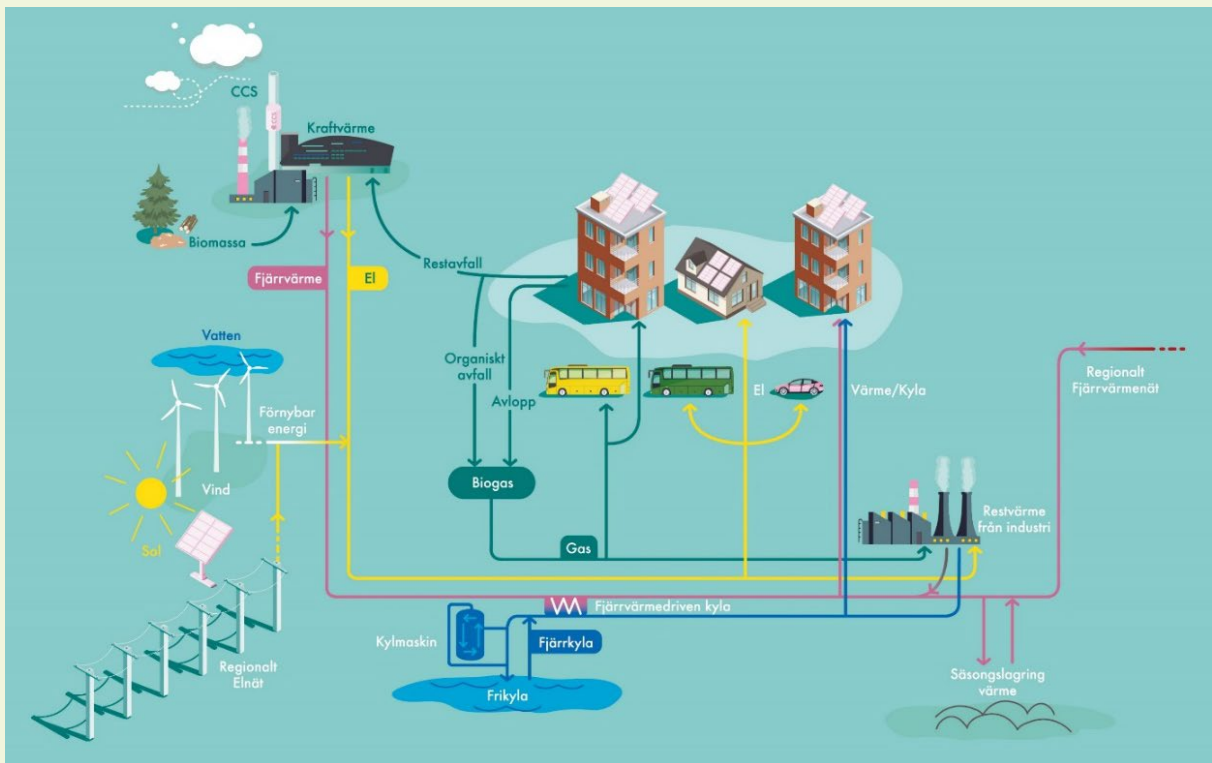 CCS
CCS
Kraftvärme
Biomassa
Restavfall
Fjärrvärme
El
Vatten
Organiskt
avfall
Avlopp
El
Värme/Kyla
Regionalt
Fjärrvärmenät
Förnybar
energi
Vind
Biogas
Sol
Gas
Restvärme
från industri
Fjärrvärmedriven kyla
Kylmaskin
Fjärrkyla
Regionalt
Elnät
Frikyla
Säsongslagring
värme